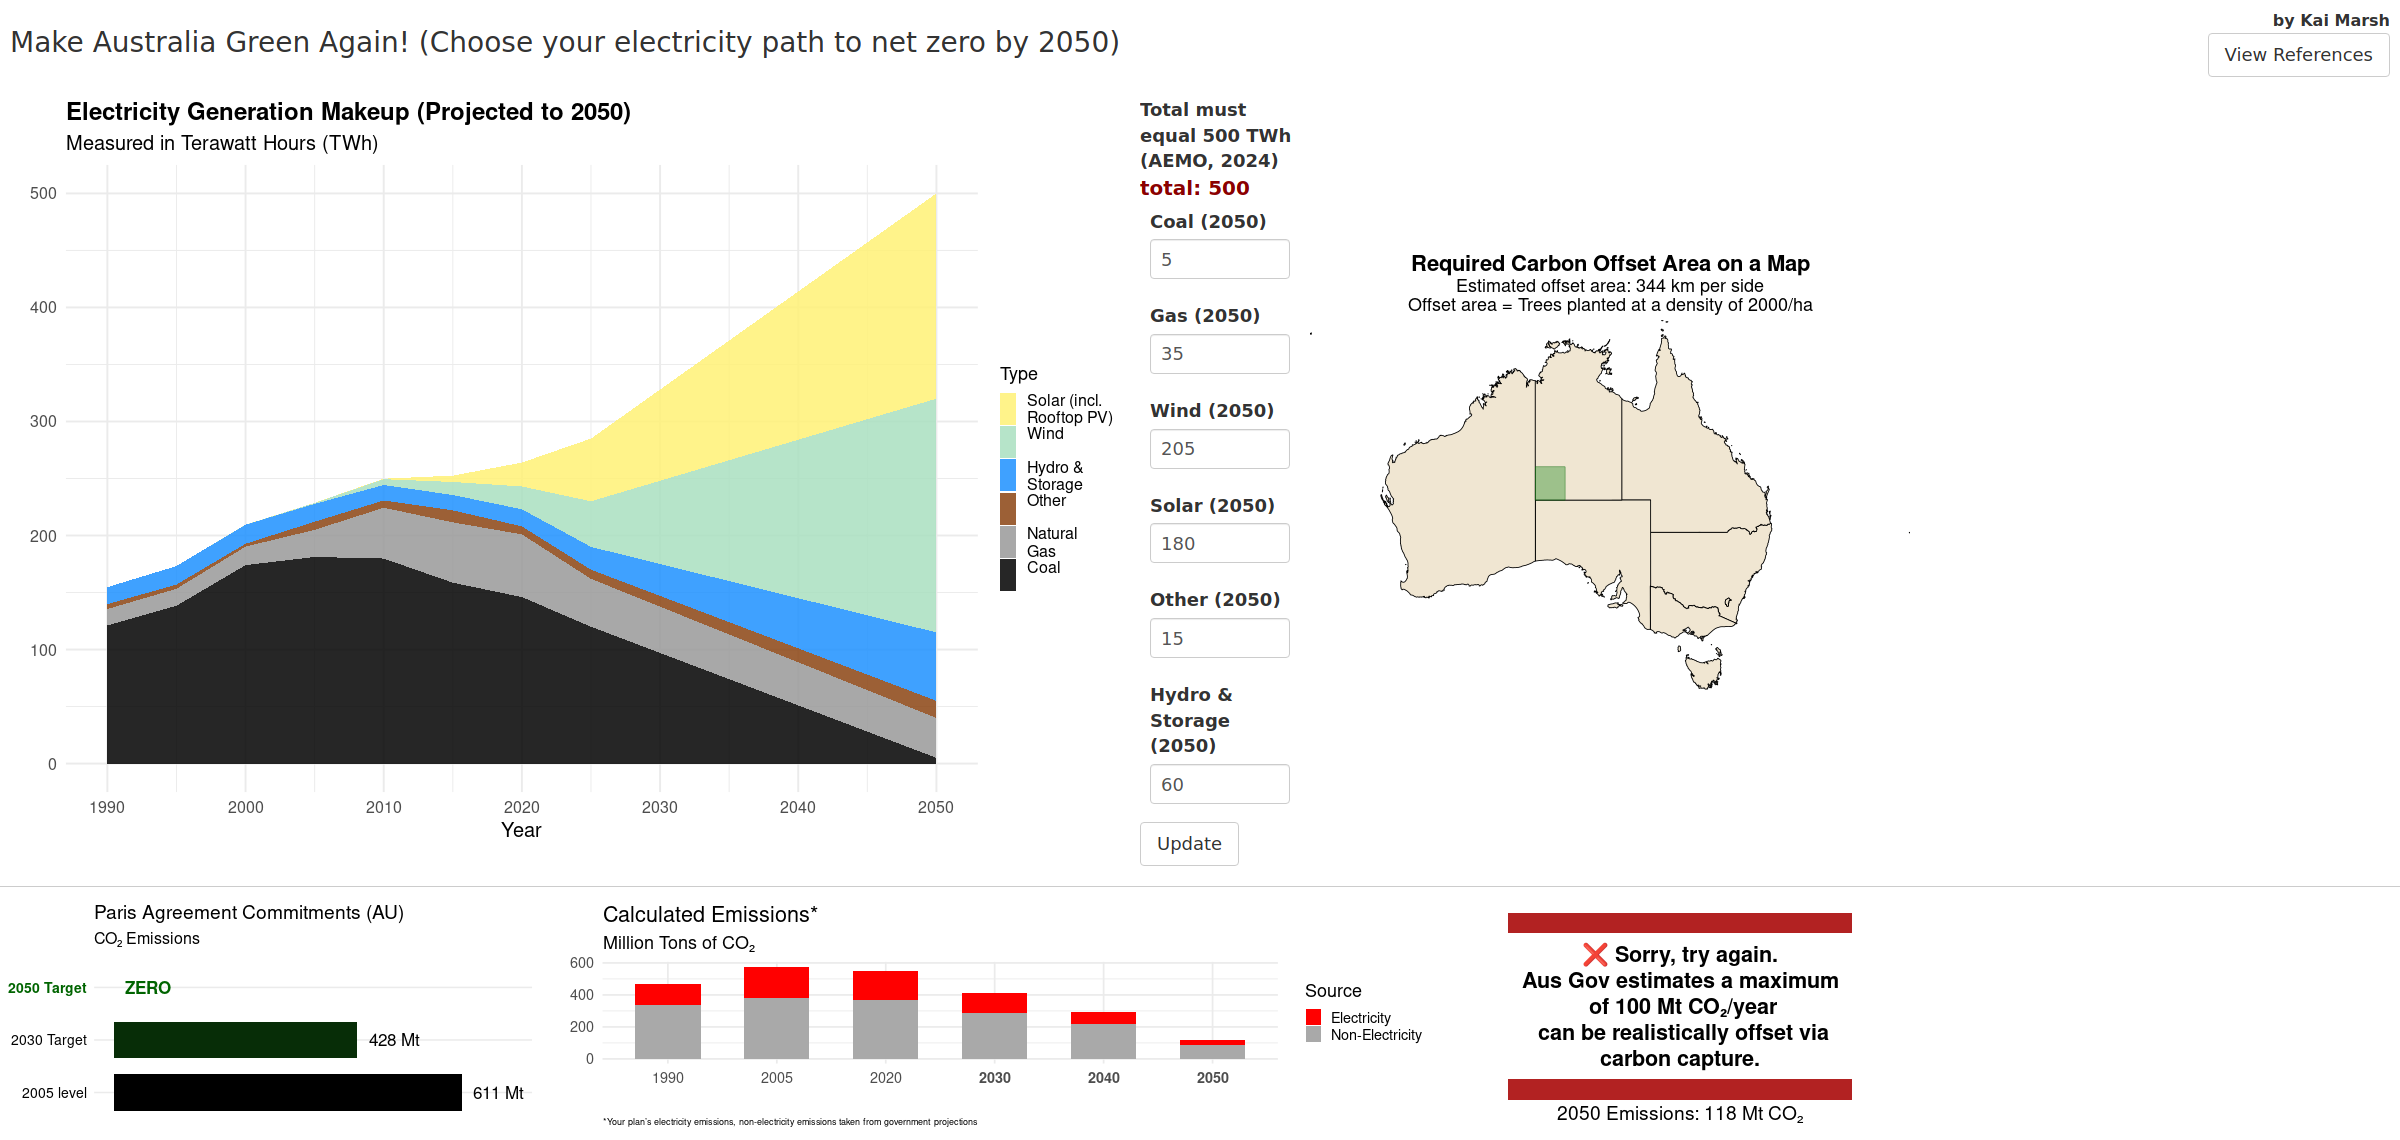 Make Australia Green Again! (Choose your electricity path to net zero by 2050)
by Kai Marsh
View References
Electricity Generation Makeup (Projected to 2050)
Measured in Terawatt Hours (TWh)
500
400
300
200
100
0
1990
2000
2010
2020
2030
2040
2050
Year
Type
Solar (incl.
Rooftop PV)
Wind
Hydro &
Storage
Other
Natural
Gas
Coal
Total must
equal 500 TWh
(AEMO, 2024)
total: 500
Coal (2050)
5
Gas (2050)
35
Wind (2050)
205
Solar (2050)
180
Other (2050)
15
Hydro &
Storage
(2050)
60
Update
Required Carbon Offset Area on a Map
Estimated offset area: 344 km per side
Offset area = Trees planted at a density of 2000/ha
Paris Agreement Commitments (AU)
CO₂ Emissions
2050 Target
ZERO
2030 Target
428 Mt
2005 level
611 Mt
Calculated Emissions*
Million Tons of CO₂
600
400
200
0
1990
2005
2020
2030
2040
2050
*Your plan's electricity emissions, non-electricity emissions taken from government projections
Source
Electricity
Non-Electricity
❌ Sorry, try again.
Aus Gov estimates a maximum
of 100 Mt CO₂/year
can be realistically offset via
carbon capture.
2050 Emissions: 118 Mt CO₂